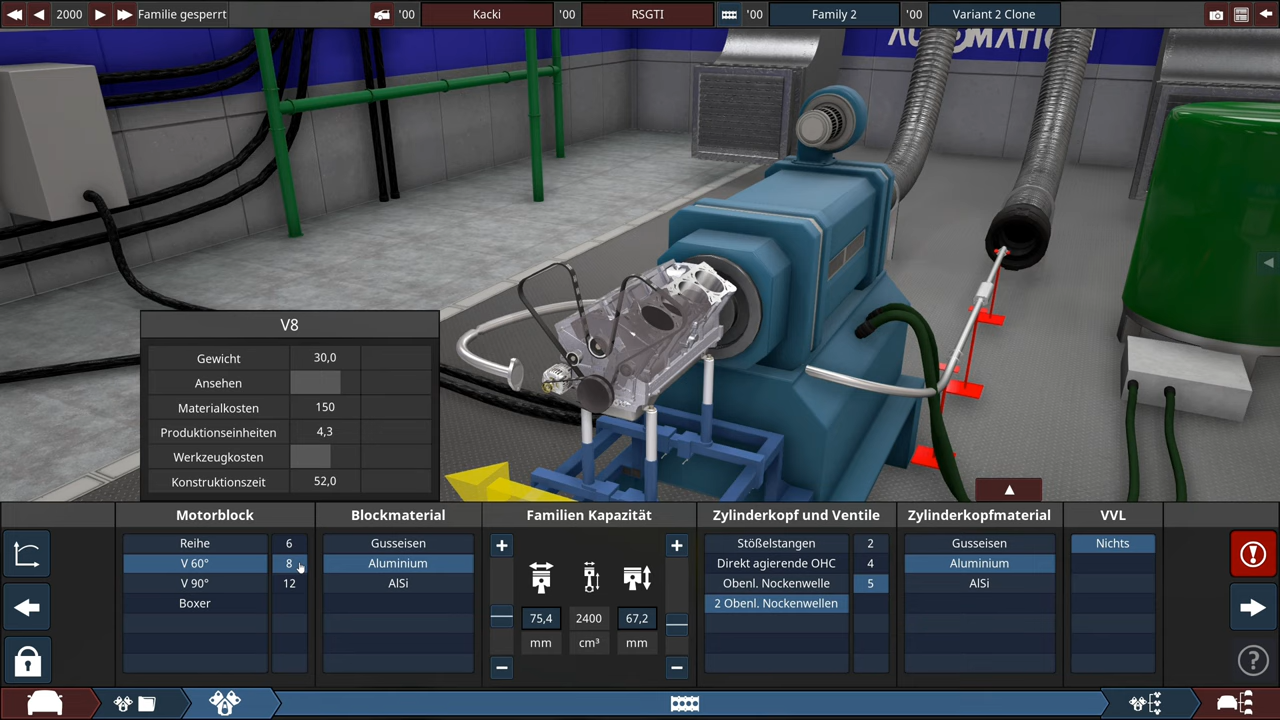 2000 Familie gesperrt '00 Kacki '00 RSGTI '00 Family 2 '00 Variant 2 Clone
AUTOMATION
V8
Gewicht 30,0
Ansehen
Materialkosten 150
Produktionseinheiten 4,3
Werkzeugkosten
Konstruktionszeit 52,0
Motorblock Blockmaterial Familien Kapazität Zylinderkopf und Ventile Zylinderkopfmaterial VVL
Reihe 6 Gusseisen Stößelstangen 2 Gusseisen Nichts
V 60° 8 Aluminium Direkt agierende OHC 4 Aluminium
V 90° 12 AlSi Obenl. Nockenwelle 5 AlSi
Boxer 2 Obenl. Nockenwellen
75,4 2400 67,2
mm cm³ mm